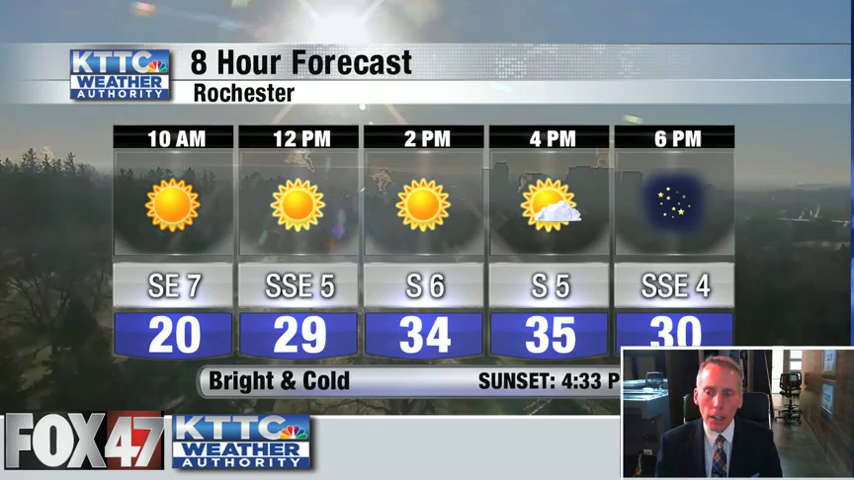 KTTC
WEATHER
AUTHORITY
8 Hour Forecast
Rochester
10 AM 12 PM 2 PM 4 PM 6 PM
SE 7 SSE 5 S 6 S 5 SSE 4
20 29 34 35 30
Bright & Cold SUNSET: 4:33 P
FOX47
KTTC
WEATHER
AUTHORITY